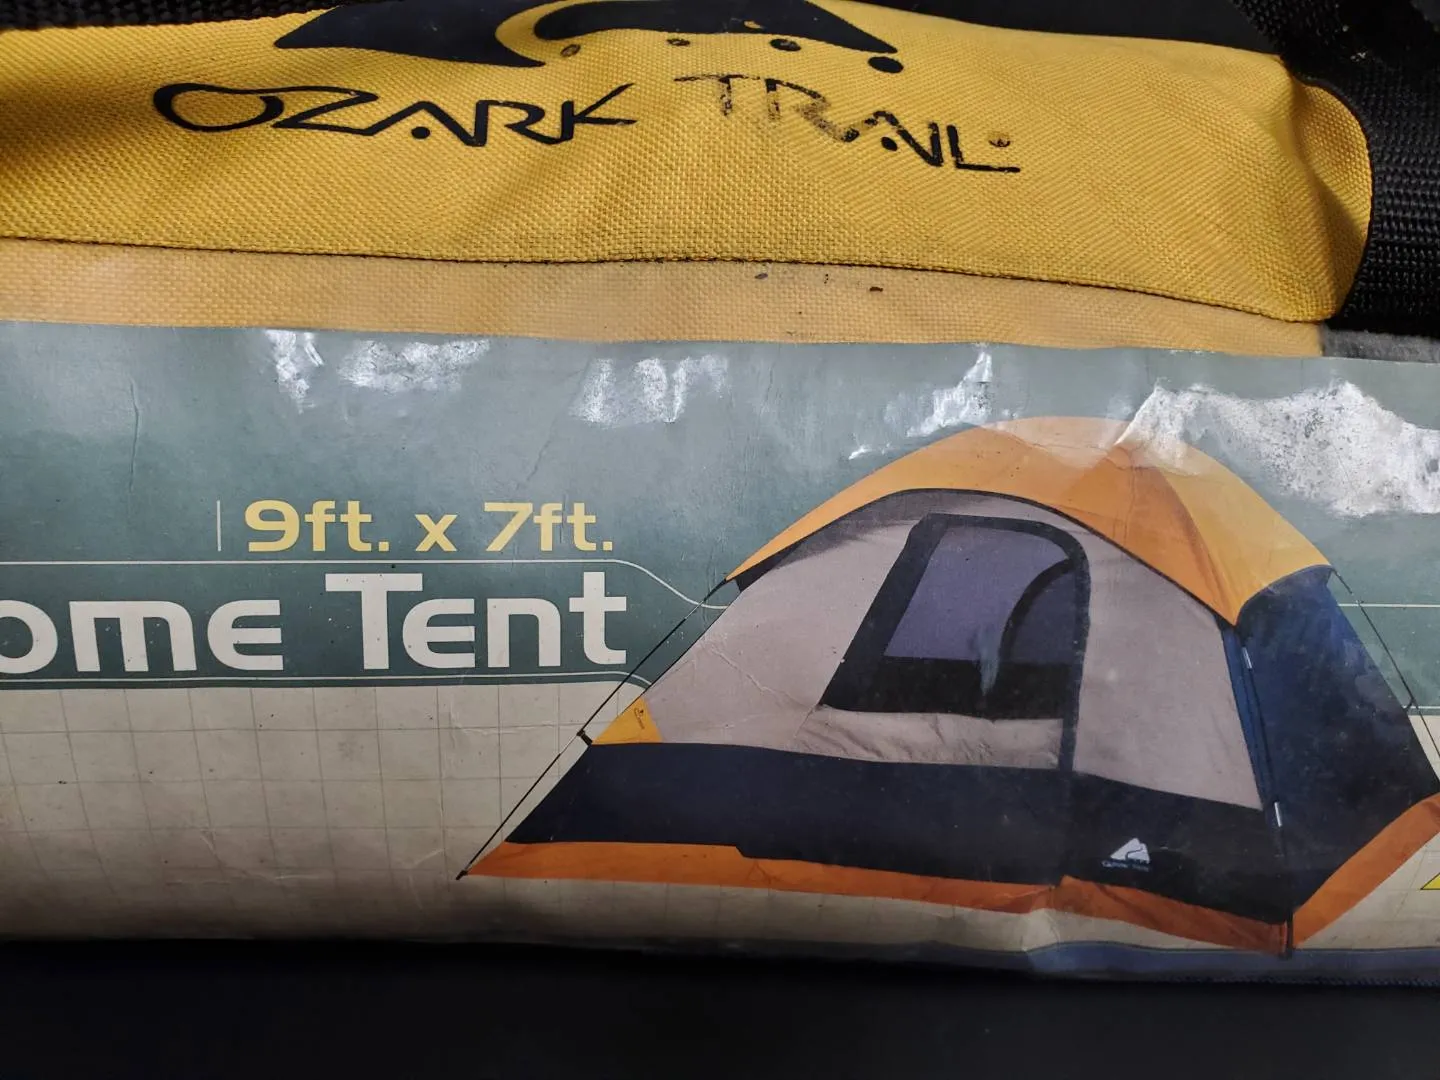 OZARK TRAIL
9ft. x 7ft.
ome Tent